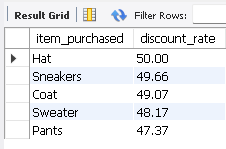 Result Grid Filter Rows:
item_purchased discount_rate
Hat 50.00
Sneakers 49.66
Coat 49.07
Sweater 48.17
Pants 47.37